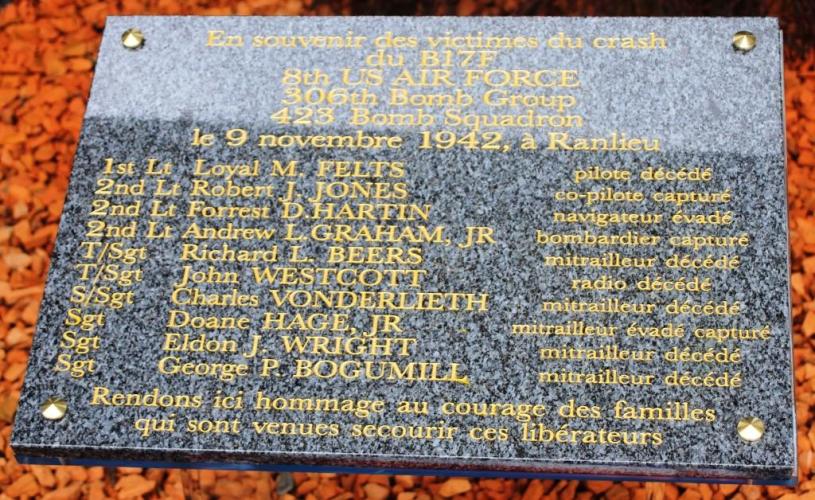 En souvenir des victimes du crash
du B17F
8th US AIR FORCE
306th Bomb Group
423 Bomb Squadron
le 9 novembre 1942, à Ranlieu
1st Lt Loyal M. FELTS pilote décédé
2nd Lt Robert J. JONES co-pilote capturé
2nd Lt Forrest D.HARTIN navigateur évadé
2nd Lt Andrew L.GRAHAM, JR bombardier capturé
T/Sgt Richard L. BEERS mitrailleur décédé
T/Sgt John WESTCOTT radio décédé
S/Sgt Charles VONDERLIETH mitrailleur décédé
Sgt Doane HAGE, JR mitrailleur évadé capturé
Sgt Eldon J. WRIGHT mitrailleur décédé
Sgt George P. BOGUMILL mitrailleur décédé
Rendons ici hommage au courage des familles
qui sont venues secourir ces libérateurs